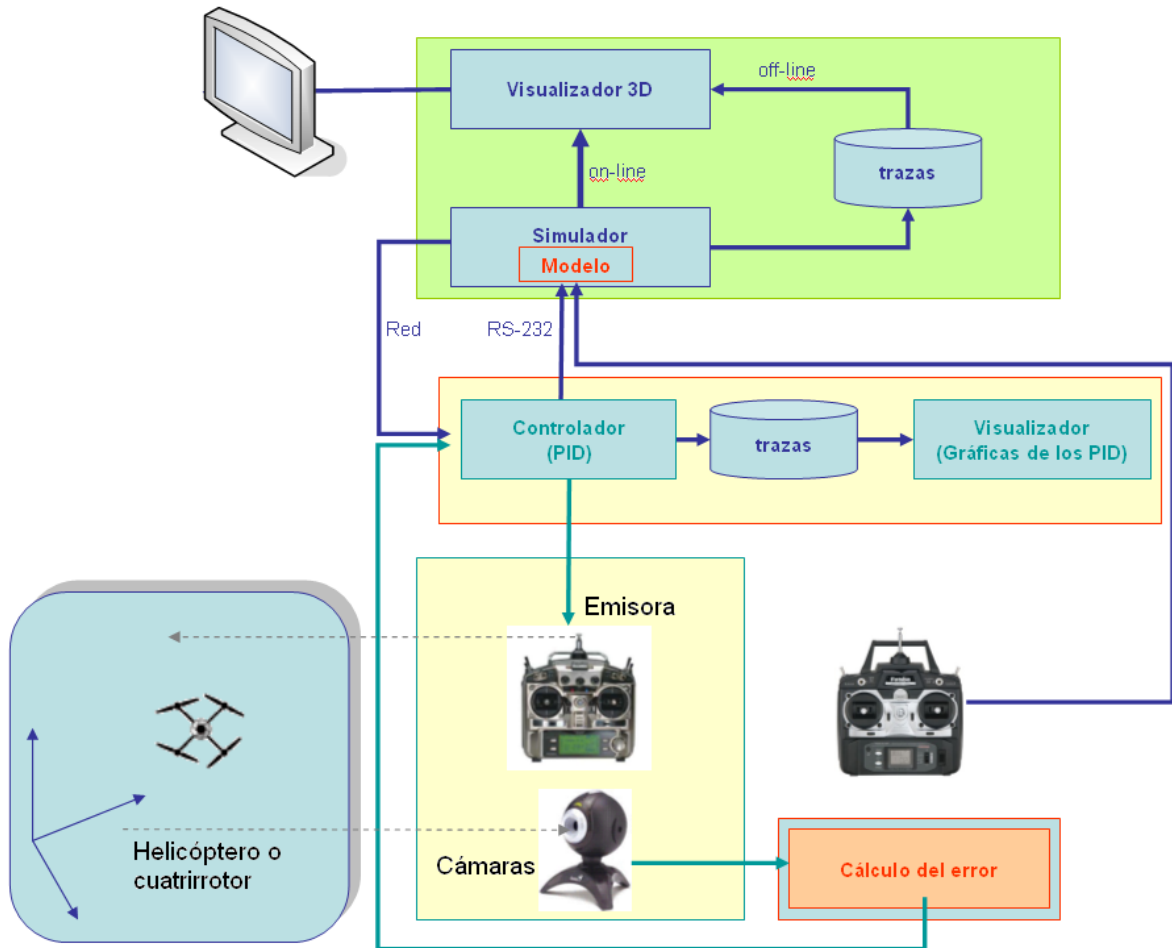 Visualizador 3D
off-line
on-line
trazas
Simulador
Modelo
Red
RS-232
Controlador
(PID)
trazas
Visualizador
(Gráficas de los PID)
Emisora
Futaba
Helicóptero o
cuatrirrotor
Cámaras
Cálculo del error